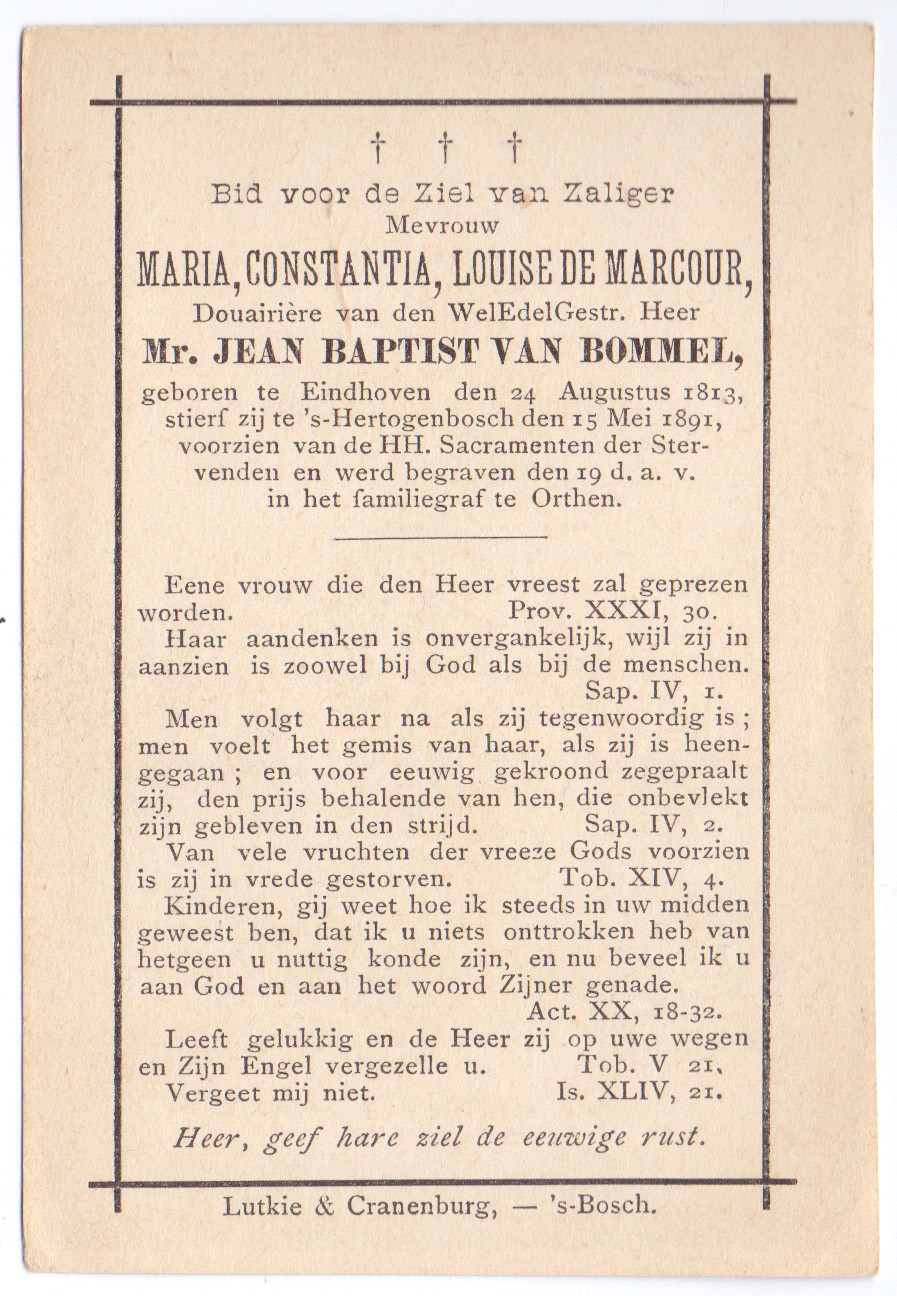 † † †
Bid voor de Ziel van Zaliger
Mevrouw
MARIA, CONSTANTIA, LOUISE DE MARCOUR,
Douairière van den WelEdelGestr. Heer
Mr. JEAN BAPTIST VAN BOMMEL,
geboren te Eindhoven den 24 Augustus 1813,
stierf zij te 's-Hertogenbosch den 15 Mei 1891,
voorzien van de HH. Sacramenten der Ster-
venden en werd begraven den 19 d. a. v.
in het familiegraf te Orthen.
Eene vrouw die den Heer vreest zal geprezen
worden. Prov. XXXI, 30.
Haar aandenken is onvergankelijk, wijl zij in
aanzien is zoowel bij God als bij de menschen.
Sap. IV, 1.
Men volgt haar na als zij tegenwoordig is ;
men voelt het gemis van haar, als zij is heen-
gegaan ; en voor eeuwig gekroond zegepraalt
zij, den prijs behalende van hen, die onbevlekt
zijn gebleven in den strijd. Sap. IV, 2.
Van vele vruchten der vreeze Gods voorzien
is zij in vrede gestorven. Tob. XIV, 4.
Kinderen, gij weet hoe ik steeds in uw midden
geweest ben, dat ik u niets onttrokken heb van
hetgeen u nuttig konde zijn, en nu beveel ik u
aan God en aan het woord Zijner genade.
Act. XX, 18-32.
Leeft gelukkig en de Heer zij op uwe wegen
en Zijn Engel vergezelle u. Tob. V 21.
Vergeet mij niet. Is. XLIV, 21.
Heer, geef hare ziel de eeuwige rust.
Lutkie & Cranenburg, — 's-Bosch.